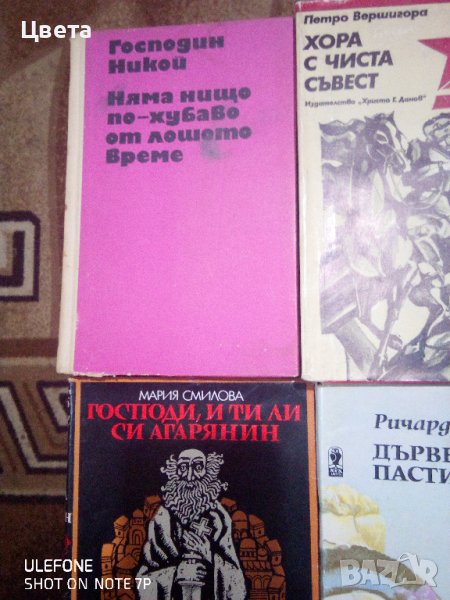 Цвета
Господин
Никой
Няма нищо
по-хубаво
от лошото
време
Петро Вершигора
ХОРА
С ЧИСТА
СЪВЕСТ
Издателство „Христо Г. Данов“
МАРИЯ СМИЛОВА
ГОСПОДИ, И ТИ ЛИ
СИ АГАРЯНИН
Ричард
ДЪРВЕ
ПАСТИ
ULEFONE
SHOT ON NOTE 7P
BAZAR